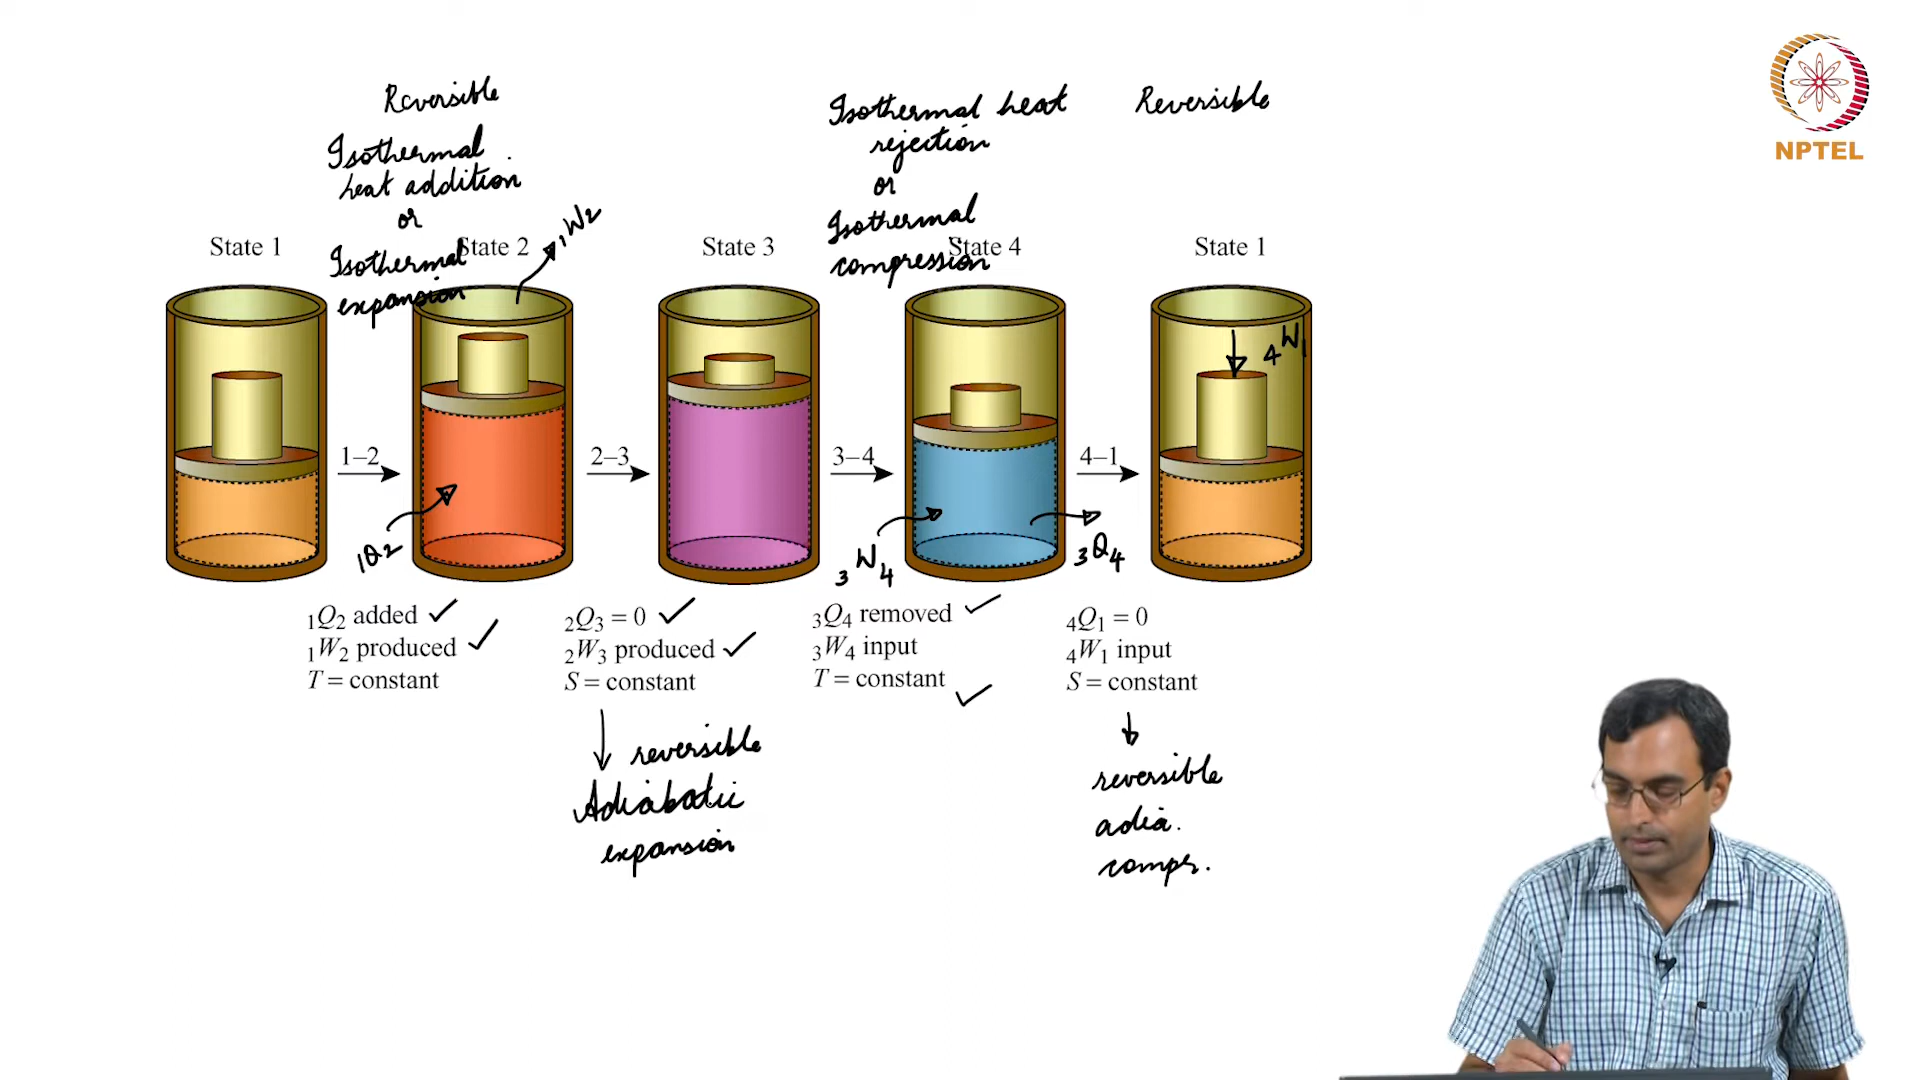 Reversible
Isothermal
heat addition
or
Isothermal
expansion
Isothermal heat
rejection
or
Isothermal
compression
Reversible
NPTEL
State 1
State 2
State 3
State 4
State 1
1W2
4W1
1–2
2–3
3–4
4–1
1Q2
3W4
3Q4
1Q2 added ✓
1W2 produced ✓
T = constant
2Q3 = 0 ✓
2W3 produced ✓
S = constant
3Q4 removed ✓
3W4 input
T = constant ✓
4Q1 = 0
4W1 input
S = constant
reversible
Adiabatic
expansion
reversible
adia.
compr.